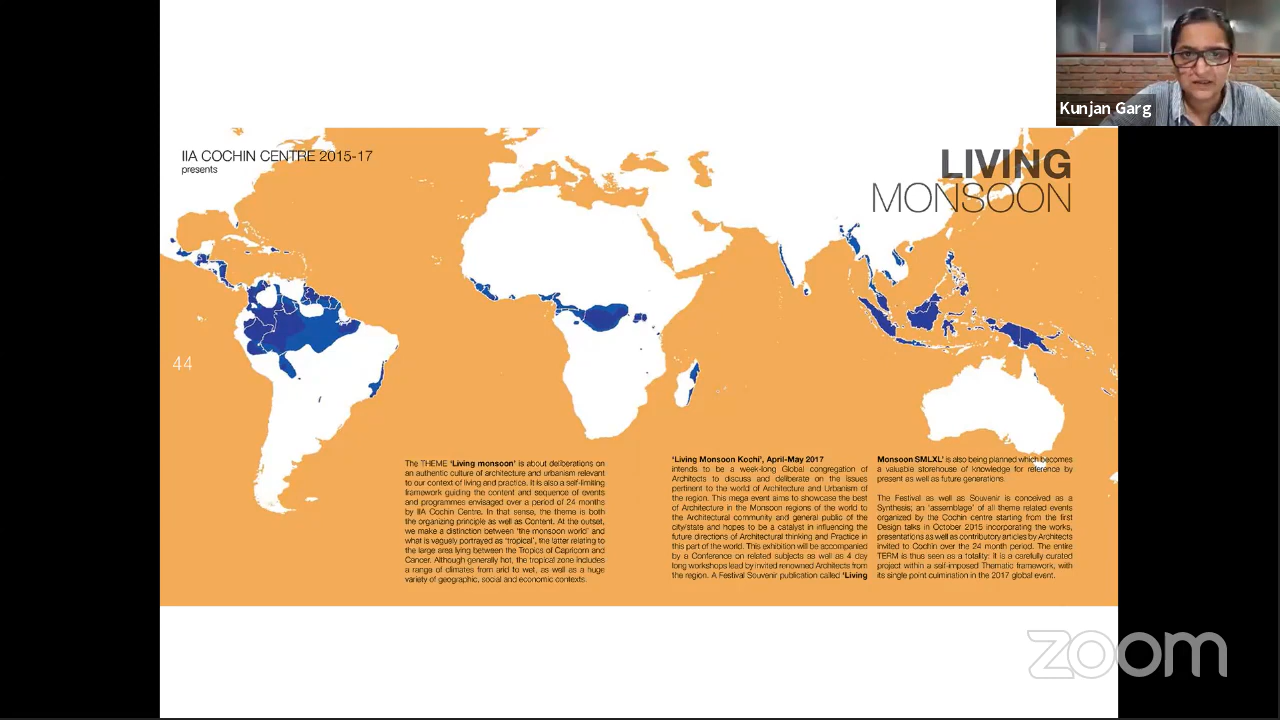 Kunjan Garg
IIA COCHIN CENTRE 2015-17
presents
LIVING
MONSOON
44
The THEME 'Living monsoon' is about deliberations on
an authentic culture of architecture and urbanism relevant
to our context of living and practice. It is also a self-limiting
framework guiding the content and sequence of events
and programmes envisaged over a period of 24 months
by IIA Cochin Centre. In that sense, the theme is both
the organizing principle as well as Content. At the outset,
we make a distinction between 'the monsoon world' and
what is vaguely portrayed as 'tropical', the latter relating to
the large area lying between the Tropics of Capricorn and
Cancer. Although generally hot, the tropical zone includes
a range of climates from arid to wet, as well as a huge
variety of geographic, social and economic contexts.
'Living Monsoon Kochi', April-May 2017
intends to be a week-long Global congregation of
Architects to discuss and deliberate on the issues
pertinent to the world of Architecture and Urbanism of
the region. This mega event aims to showcase the best
of Architecture in the Monsoon regions of the world to
the Architectural community and general public of the
city/state and hopes to be a catalyst in influencing the
future directions of Architectural thinking and Practice in
this part of the world. This exhibition will be accompanied
by a Conference on related subjects as well as 4 day
long workshops lead by invited renowned Architects from
the region. A Festival Souvenir publication called 'Living
Monsoon SMLXL' is also being planned which becomes
a valuable storehouse of knowledge for reference by
present as well as future generations.
The Festival as well as Souvenir is conceived as a
Synthesis; an 'assemblage' of all theme related events
organized by the Cochin centre starting from the first
Design talks in October 2015 incorporating the works,
presentations as well as contributory articles by Architects
invited to Cochin over the 24 month period. The entire
TERM is thus seen as a totality: it is a carefully curated
project within a self-imposed Thematic framework, with
its single point culmination in the 2017 global event.
zoom